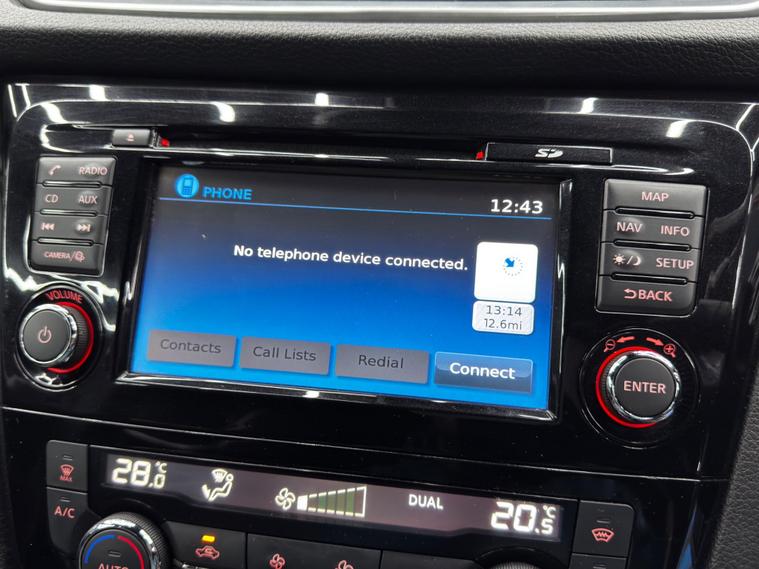 SD
RADIO
CD AUX
CAMERA/
VOLUME
PHONE
12:43
No telephone device connected.
13:14
12.6mi
Contacts
Call Lists
Redial
Connect
MAP
NAV INFO
SETUP
BACK
ENTER
MAX
A/C
28.0°C
DUAL
20.5°C
AUTO